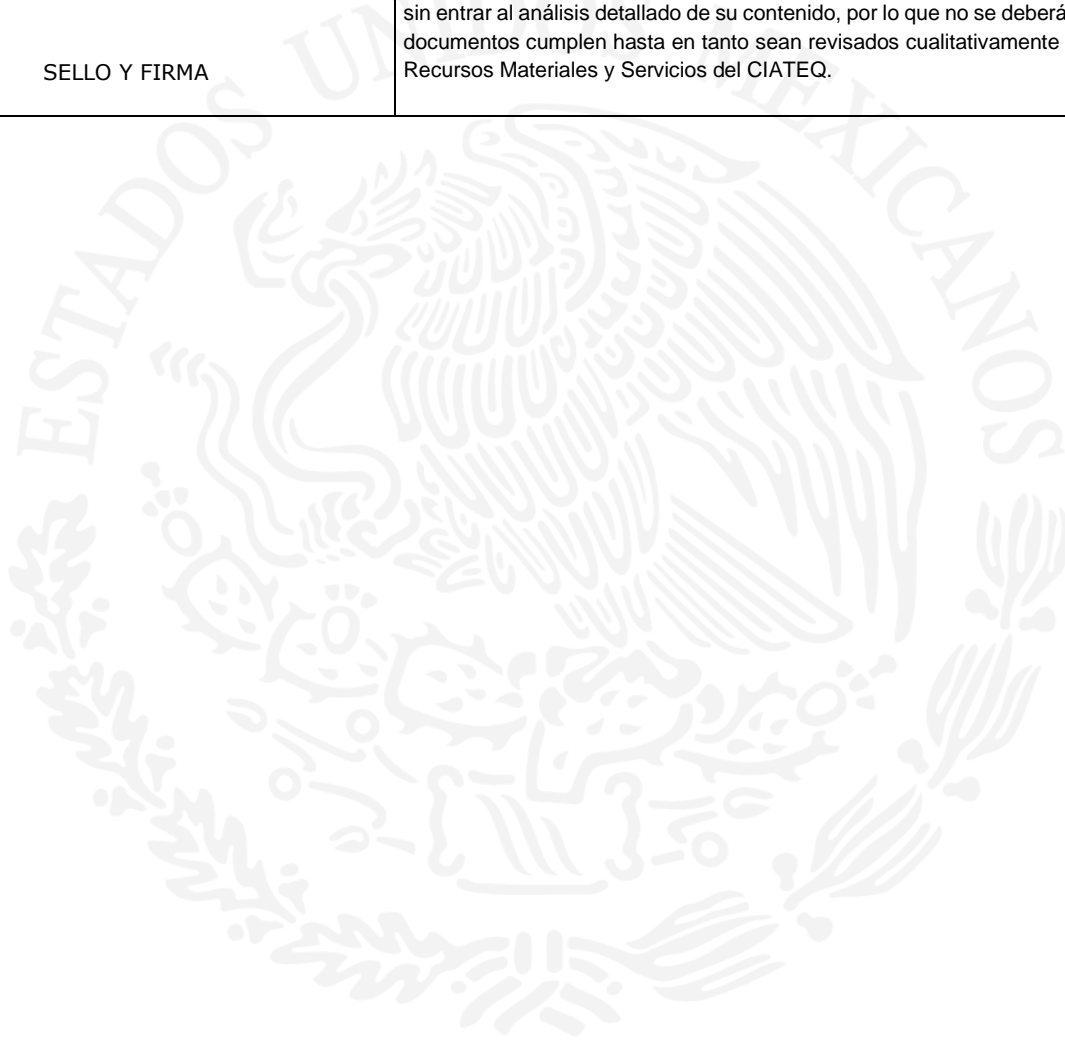 sin entrar al análisis detallado de su contenido, por lo que no se deberá
documentos cumplen hasta en tanto sean revisados cualitativamente
SELLO Y FIRMA
Recursos Materiales y Servicios del CIATEQ.
ESTADOS UNIDOS MEXICANOS